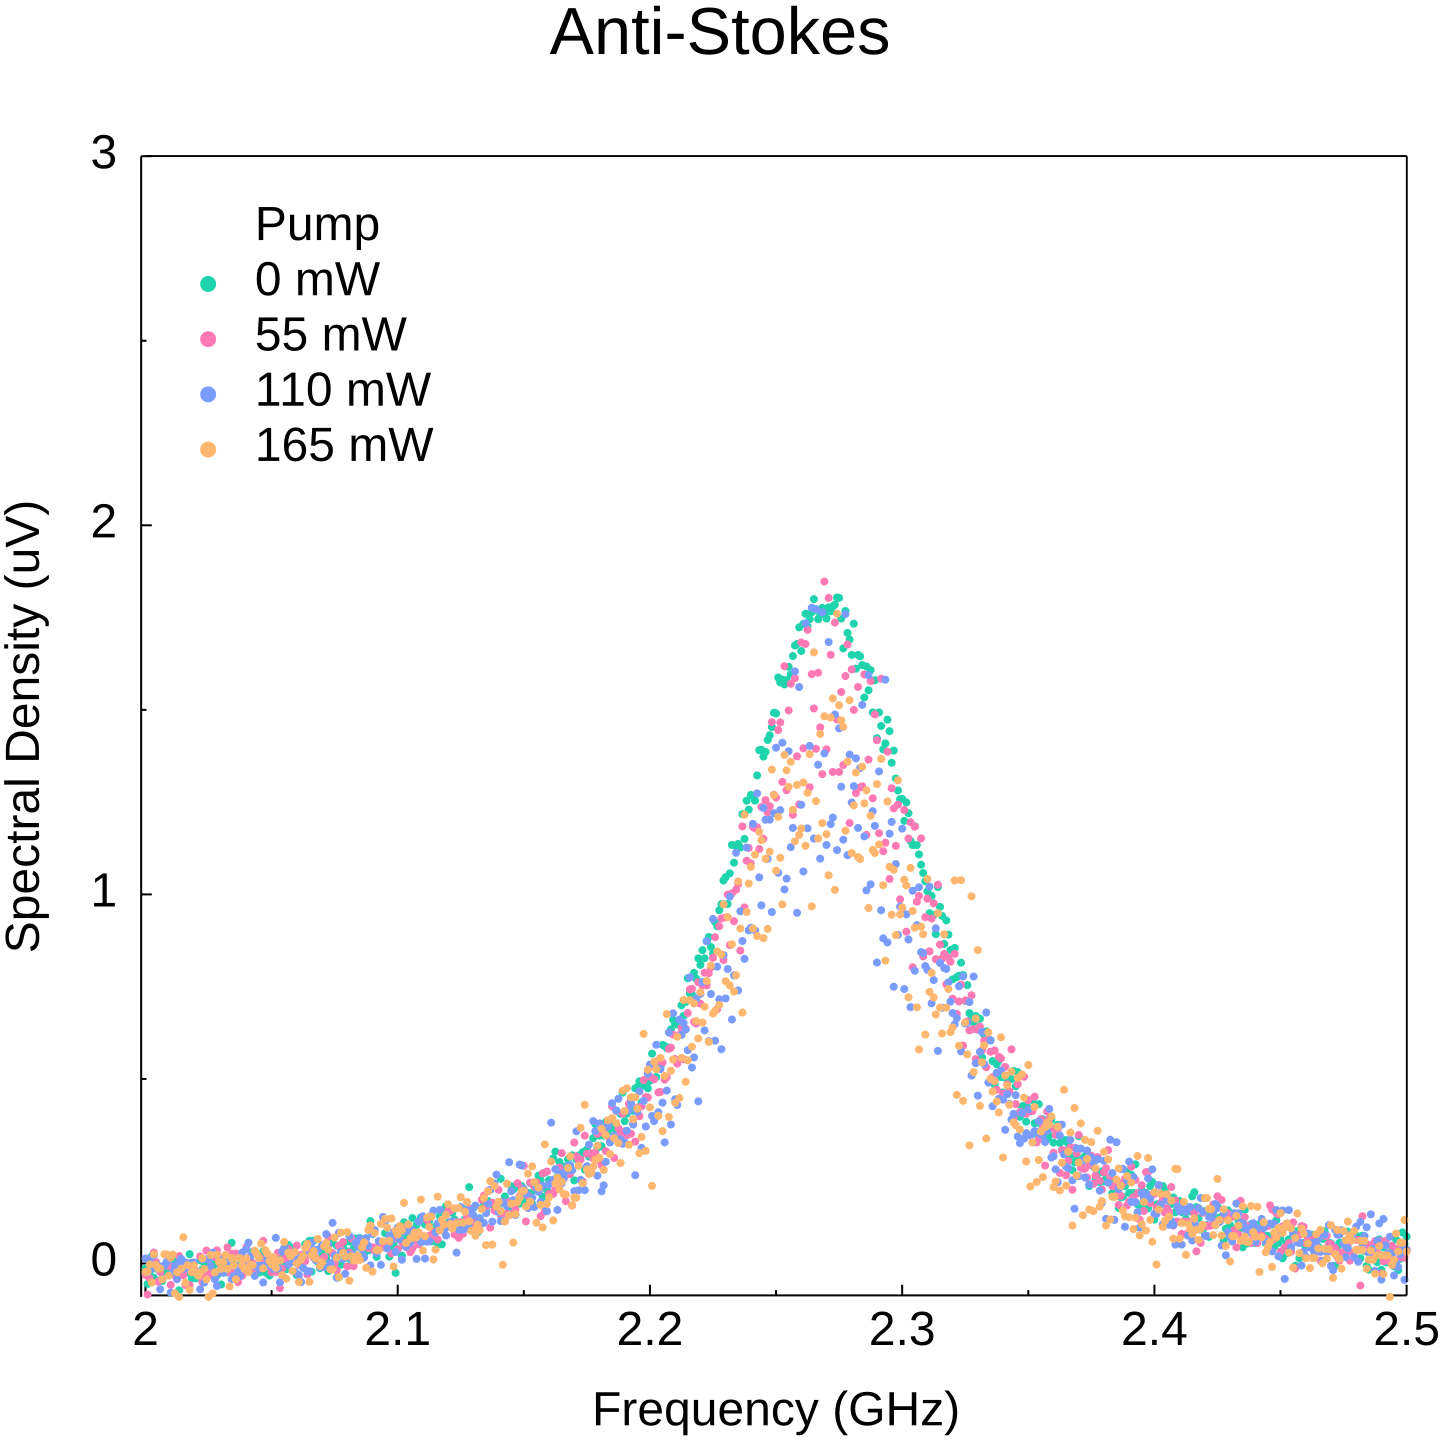 Anti-Stokes
3
2
1
0
Spectral Density (uV)
Pump
0 mW
55 mW
110 mW
165 mW
2 2.1 2.2 2.3 2.4 2.5
Frequency (GHz)